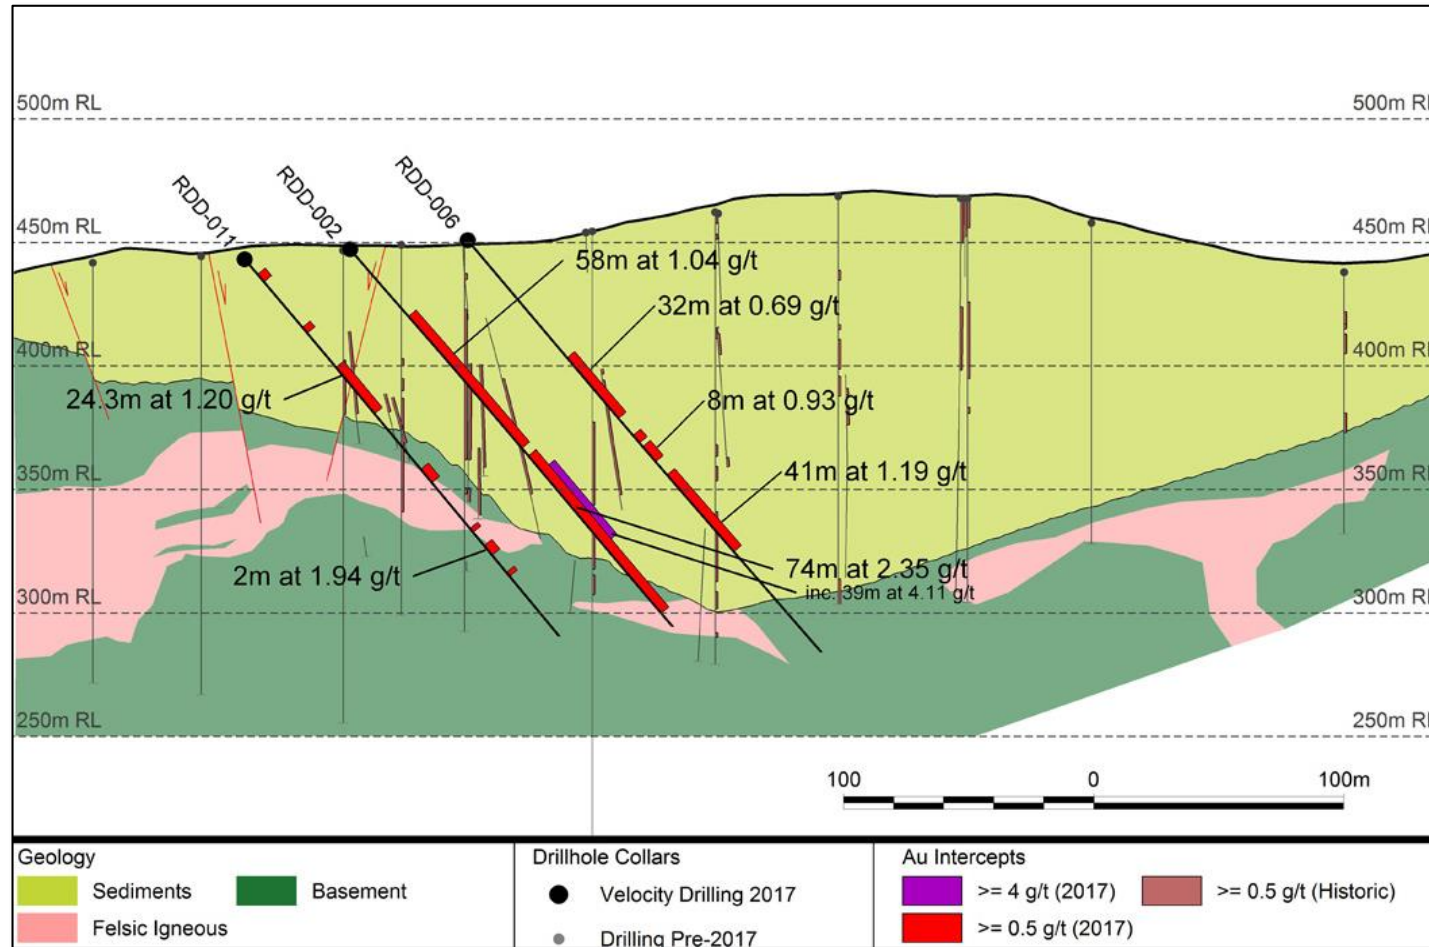 500m RL
500m RL
RDD-011
RDD-002
RDD-006
450m RL
450m RL
58m at 1.04 g/t
32m at 0.69 g/t
400m RL
400m RL
24.3m at 1.20 g/t
8m at 0.93 g/t
350m RL
350m RL
41m at 1.19 g/t
2m at 1.94 g/t
74m at 2.35 g/t
inc. 39m at 4.11 g/t
300m RL
300m RL
250m RL
250m RL
100 0 100m
Geology
Sediments
Basement
Felsic Igneous
Drillhole Collars
Velocity Drilling 2017
Drilling Pre-2017
Au Intercepts
>= 4 g/t (2017)
>= 0.5 g/t (Historic)
>= 0.5 g/t (2017)